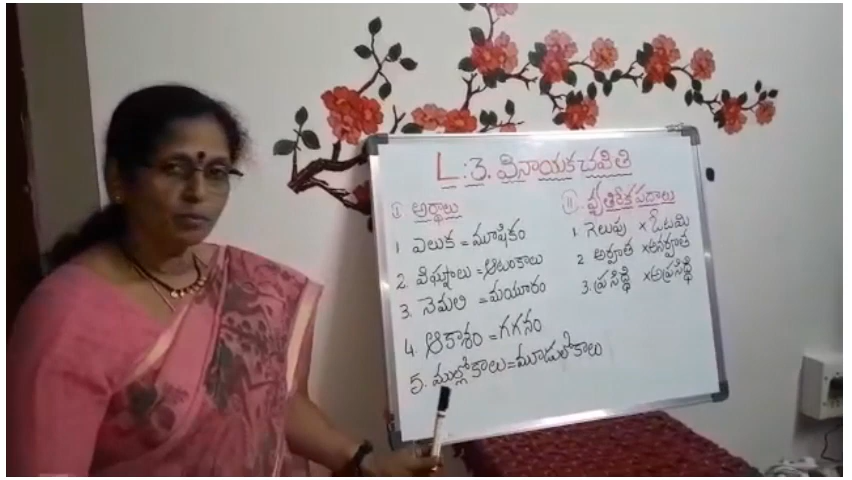 L : 3. వినాయక చవితి
I అర్థాలు
1 ఎలుక = మూషికం
2. విఘ్నాలు = ఆటంకాలు
3. నెమలి = మయూరం
4. ఆకాశం = గగనం
5. ముల్లోకాలు = మూడులోకాలు
II వ్యతిరేక పదాలు
1. గెలుపు × ఓటమి
2 అర్హత × అనర్హత
3. ప్రసిద్ధి × అప్రసిద్ధి